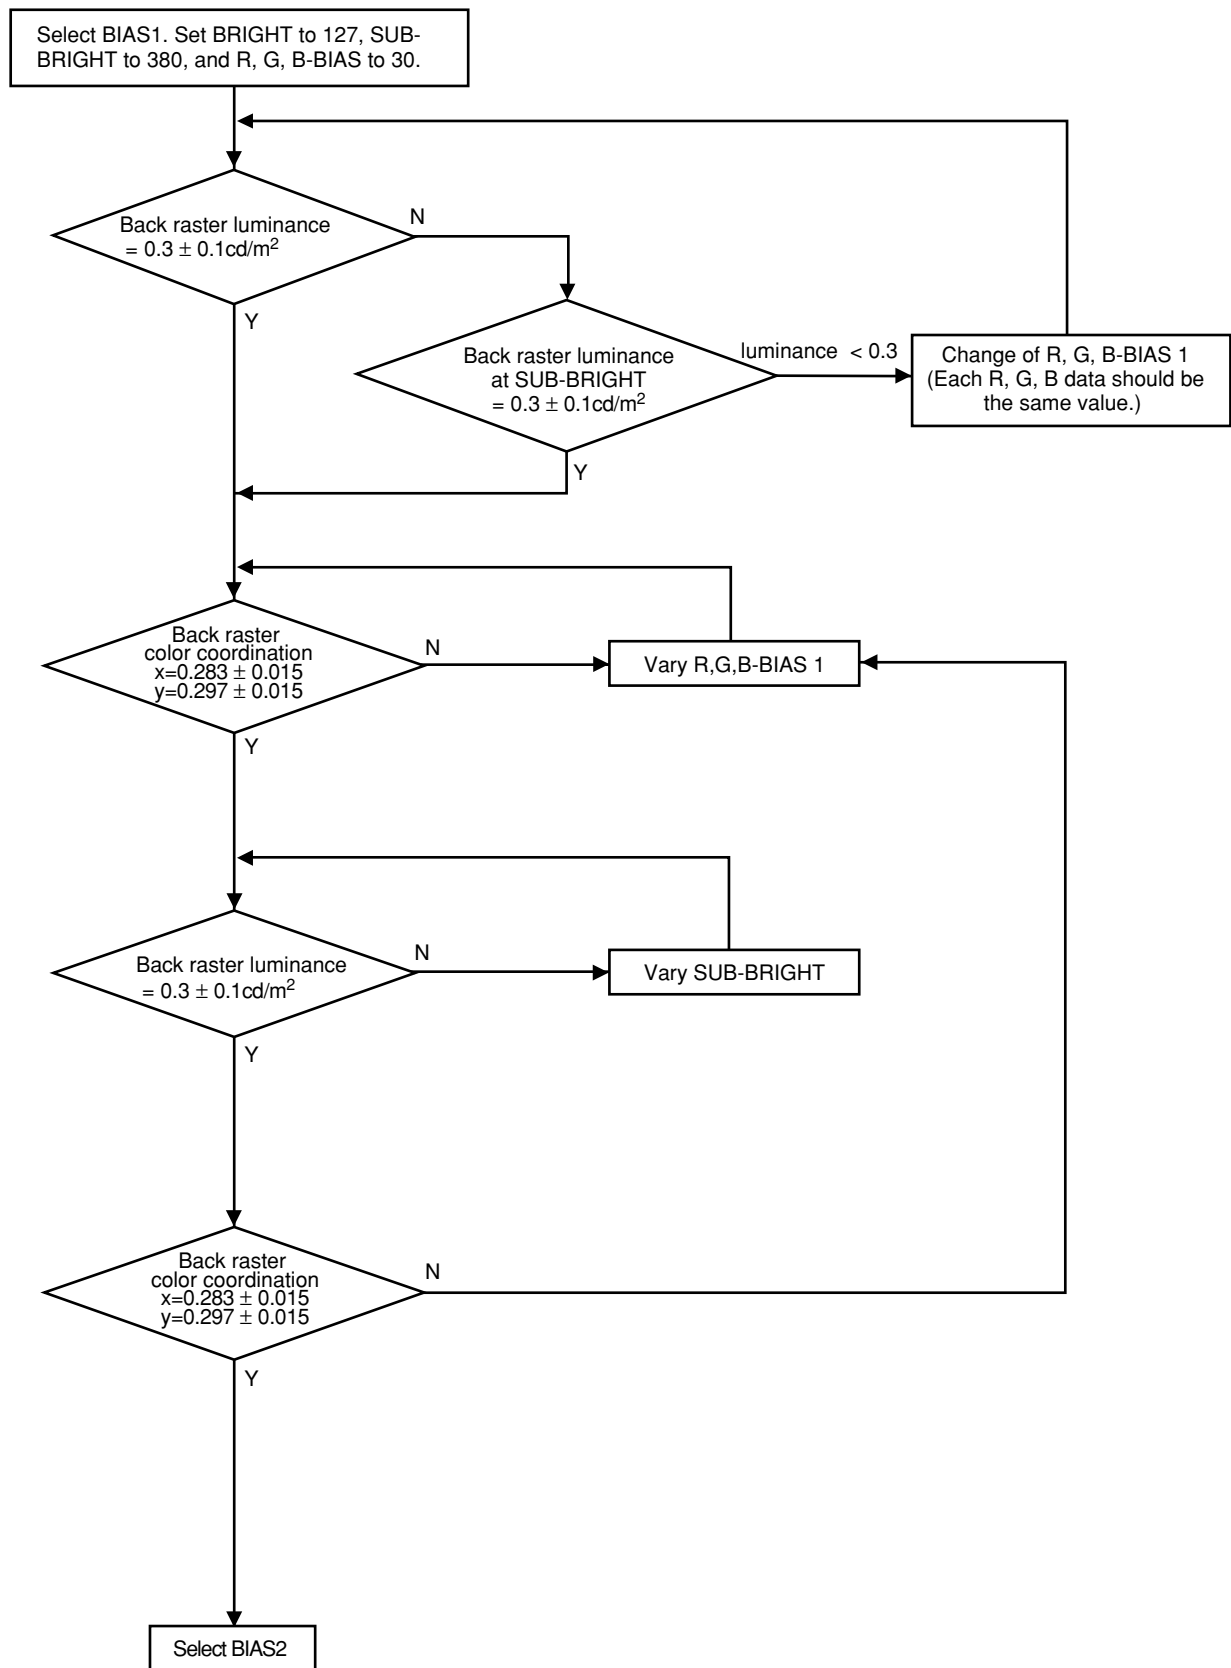 Select BIAS1. Set BRIGHT to 127, SUB-
BRIGHT to 380, and R, G, B-BIAS to 30.
Back raster luminance
= 0.3 ± 0.1cd/m²
N
Y
Back raster luminance
at SUB-BRIGHT
= 0.3 ± 0.1cd/m²
luminance < 0.3
Y
Change of R, G, B-BIAS 1
(Each R, G, B data should be
the same value.)
Back raster
color coordination
x=0.283 ± 0.015
y=0.297 ± 0.015
N
Y
Vary R,G,B-BIAS 1
Back raster luminance
= 0.3 ± 0.1cd/m²
N
Y
Vary SUB-BRIGHT
Back raster
color coordination
x=0.283 ± 0.015
y=0.297 ± 0.015
N
Y
Select BIAS2